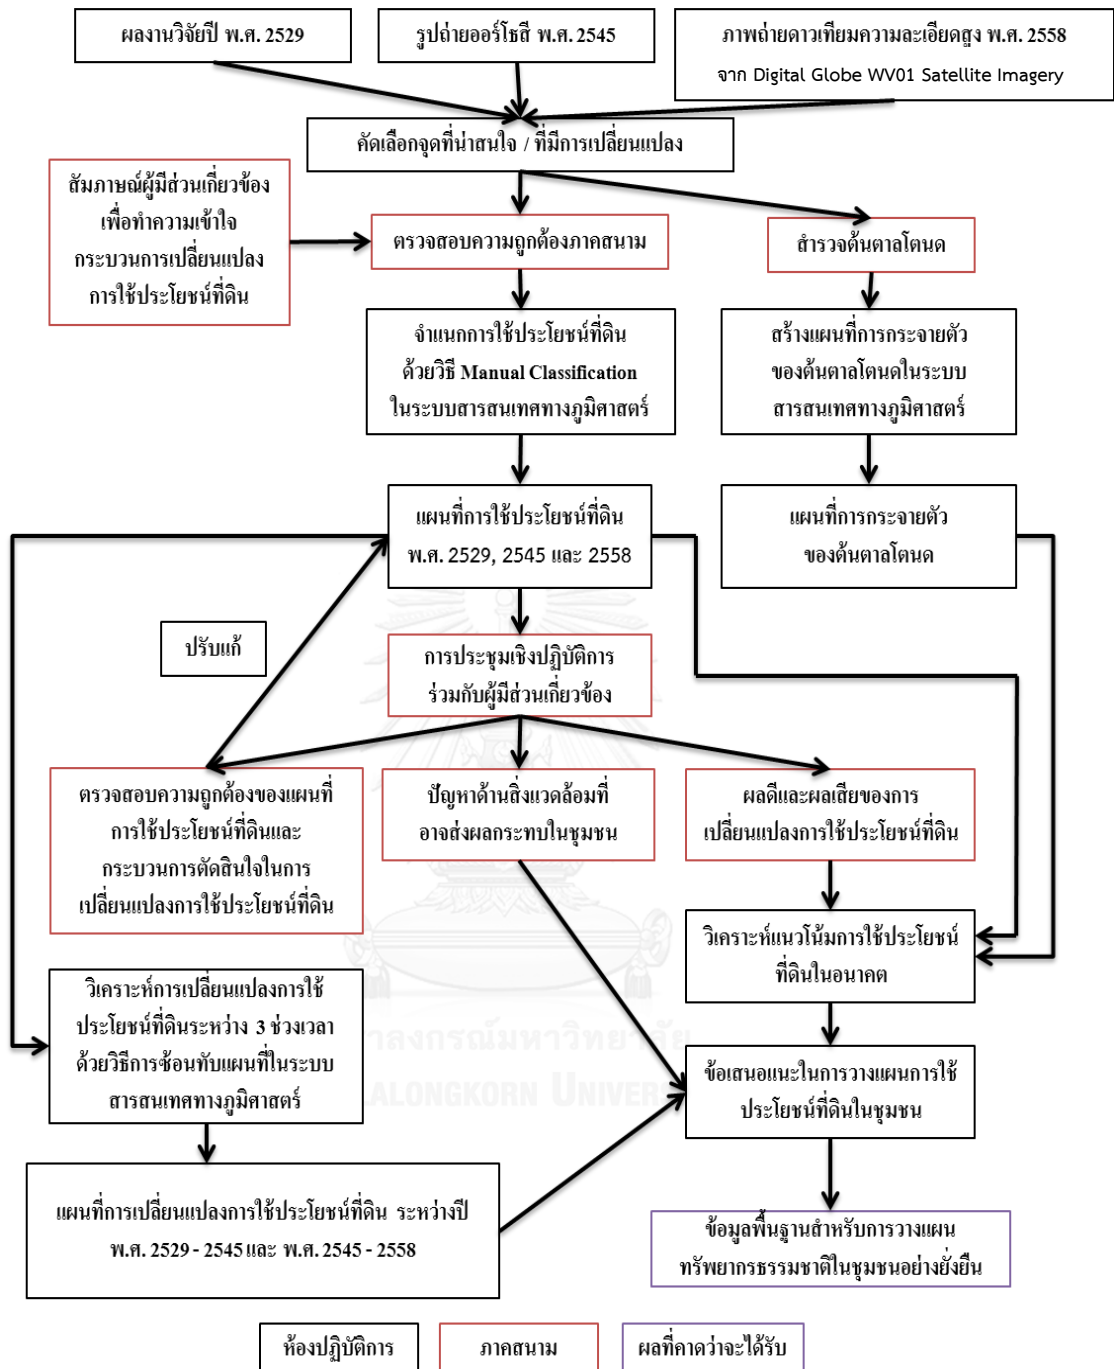 ผลงานวิจัยปี พ.ศ. 2529
รูปถ่ายออร์โธสี พ.ศ. 2545
ภาพถ่ายดาวเทียมความละเอียดสูง พ.ศ. 2558
จาก Digital Globe WV01 Satellite Imagery
คัดเลือกจุดที่น่าสนใจ / ที่มีการเปลี่ยนแปลง
สัมภาษณ์ผู้มีส่วนเกี่ยวข้อง
เพื่อทำความเข้าใจ
กระบวนการเปลี่ยนแปลง
การใช้ประโยชน์ที่ดิน
ตรวจสอบความถูกต้องภาคสนาม
สำรวจต้นตาลโตนด
จำแนกการใช้ประโยชน์ที่ดิน
ด้วยวิธี Manual Classification
ในระบบสารสนเทศทางภูมิศาสตร์
สร้างแผนที่การกระจายตัว
ของต้นตาลโตนดในระบบ
สารสนเทศทางภูมิศาสตร์
แผนที่การใช้ประโยชน์ที่ดิน
พ.ศ. 2529, 2545 และ 2558
แผนที่การกระจายตัว
ของต้นตาลโตนด
ปรับแก้
การประชุมเชิงปฏิบัติการ
ร่วมกับผู้มีส่วนเกี่ยวข้อง
ตรวจสอบความถูกต้องของแผนที่
การใช้ประโยชน์ที่ดินและ
กระบวนการตัดสินใจในการ
เปลี่ยนแปลงการใช้ประโยชน์ที่ดิน
ปัญหาด้านสิ่งแวดล้อมที่
อาจส่งผลกระทบในชุมชน
ผลดีและผลเสียของการ
เปลี่ยนแปลงการใช้ประโยชน์ที่ดิน
วิเคราะห์แนวโน้มการใช้ประโยชน์
ที่ดินในอนาคต
วิเคราะห์การเปลี่ยนแปลงการใช้
ประโยชน์ที่ดินระหว่าง 3 ช่วงเวลา
ด้วยวิธีการซ้อนทับแผนที่ในระบบ
สารสนเทศทางภูมิศาสตร์
าลงกรณ์มหาวิทยาลัย
LALONGKORN UNIVERS
ข้อเสนอแนะในการวางแผนการใช้
ประโยชน์ที่ดินในชุมชน
แผนที่การเปลี่ยนแปลงการใช้ประโยชน์ที่ดิน ระหว่างปี
พ.ศ. 2529 - 2545 และ พ.ศ. 2545 - 2558
ข้อมูลพื้นฐานสำหรับการวางแผน
ทรัพยากรธรรมชาติในชุมชนอย่างยั่งยืน
ห้องปฏิบัติการ
ภาคสนาม
ผลที่คาดว่าจะได้รับ